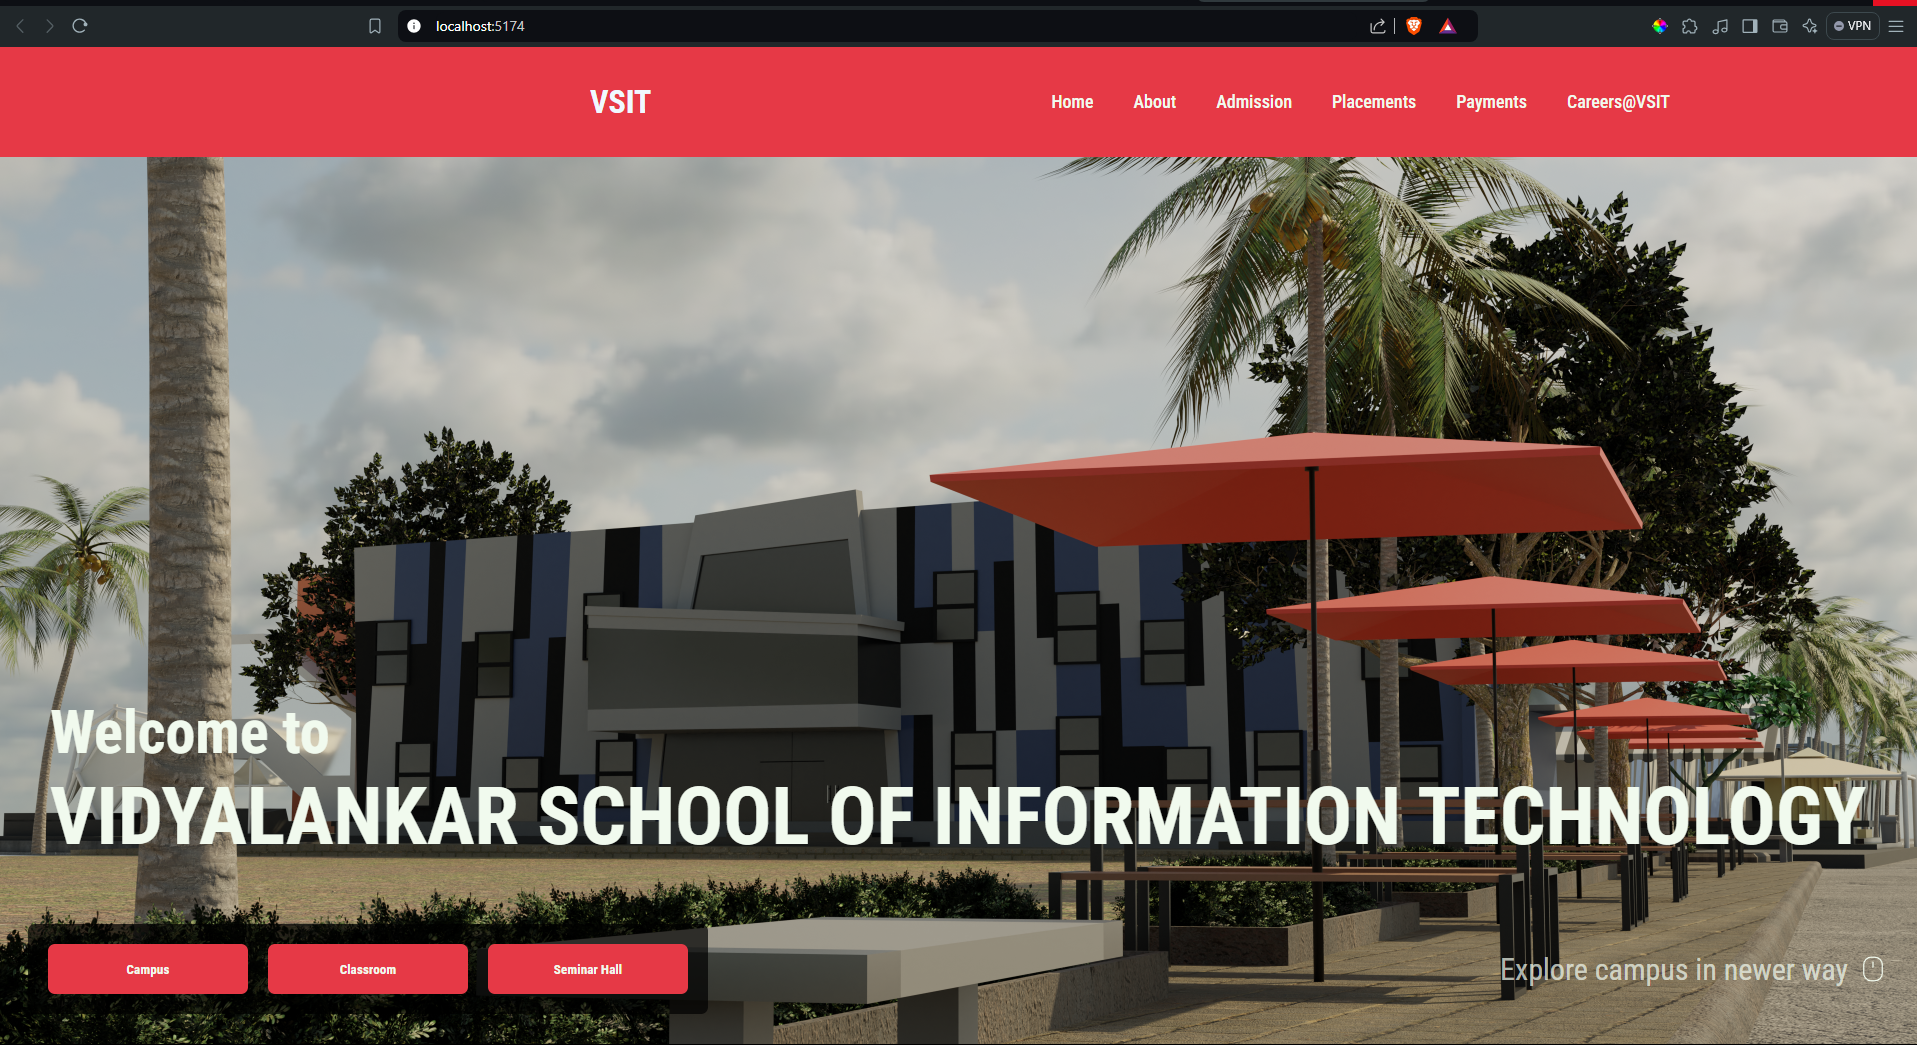 localhost:5174
VPN
VSIT
Home About Admission Placements Payments Careers@VSIT
Welcome to
VIDYALANKAR SCHOOL OF INFORMATION TECHNOLOGY
Campus Classroom Seminar Hall
Explore campus in newer way